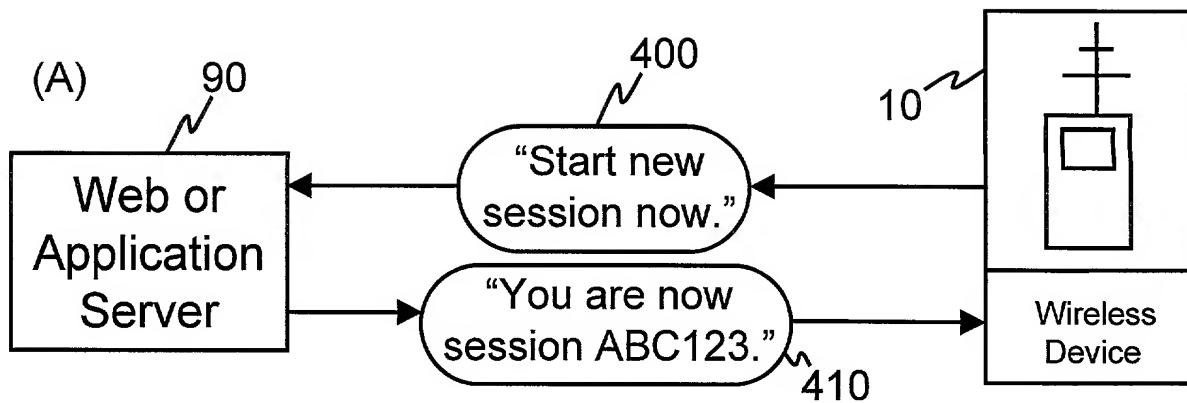 (A)
90
400
10
Web or
Application
Server
“Start new
session now.”
“You are now
session ABC123.”
410
Wireless
Device